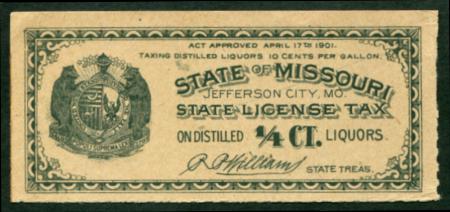 ACT APPROVED APRIL 17TH 1901.
TAXING DISTILLED LIQUORS 10 CENTS PER GALLON.
STATE OF MISSOURI
JEFFERSON CITY, MO.
STATE LICENSE TAX
ON DISTILLED 1/4 CT. LIQUORS.
R P Williams
STATE TREAS.